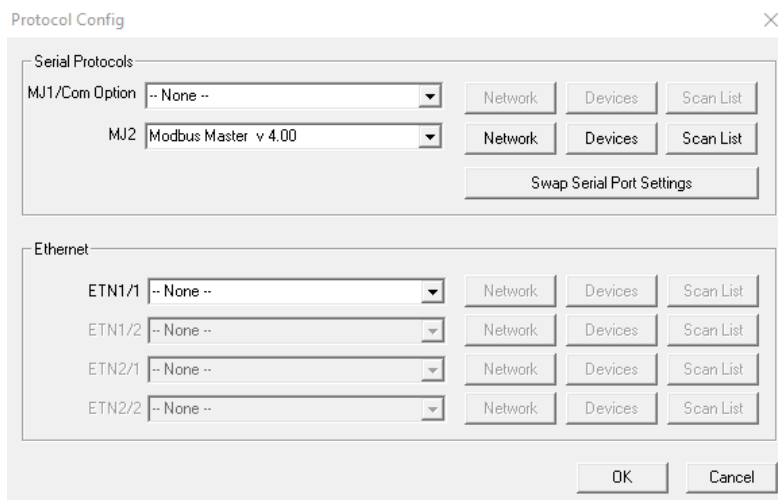 Protocol Config
Serial Protocols
MJ1/Com Option -- None -- Network Devices Scan List
MJ2 Modbus Master v 4.00 Network Devices Scan List
Swap Serial Port Settings
Ethernet
ETN1/1 -- None -- Network Devices Scan List
ETN1/2 -- None -- Network Devices Scan List
ETN2/1 -- None -- Network Devices Scan List
ETN2/2 -- None -- Network Devices Scan List
OK Cancel